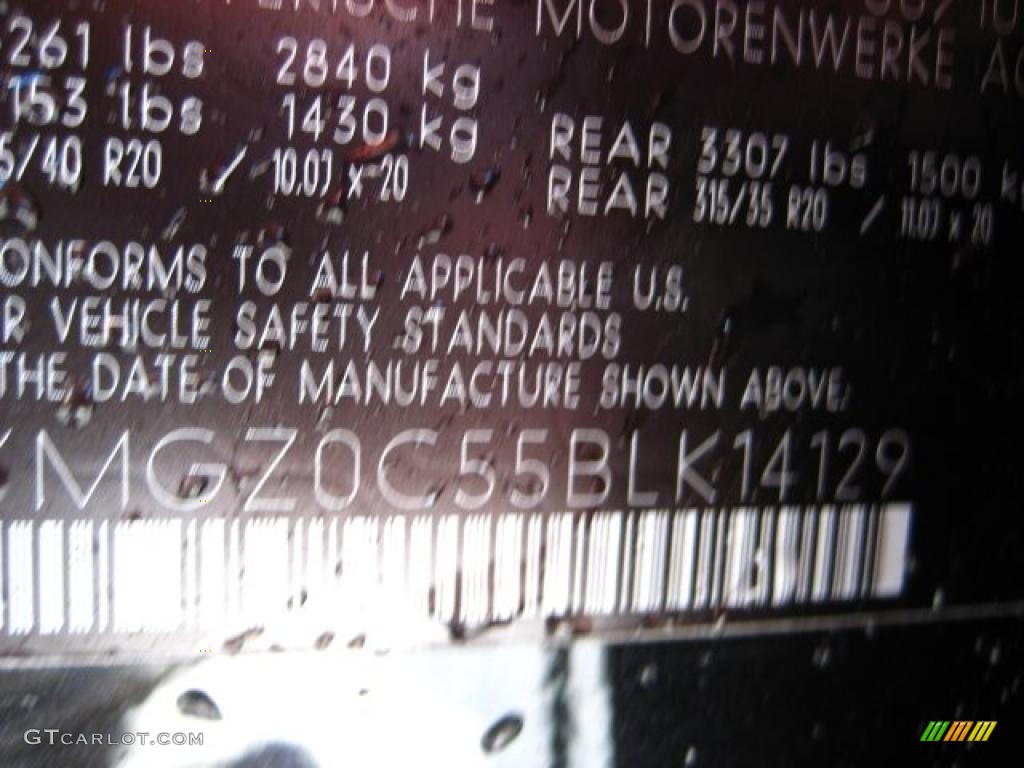 MOTORENWERKE
261 lbs 2840 kg
153 lbs 1430 kg REAR 3307 lbs 1500
5/40 R20 / 10.0J x 20 REAR 315/35 R20 / 11.0J x 20
ONFORMS TO ALL APPLICABLE U.S.
R VEHICLE SAFETY STANDARDS
THE DATE OF MANUFACTURE SHOWN ABOVE.
MGZ0C55BLK14129
GTCARLOT.COM